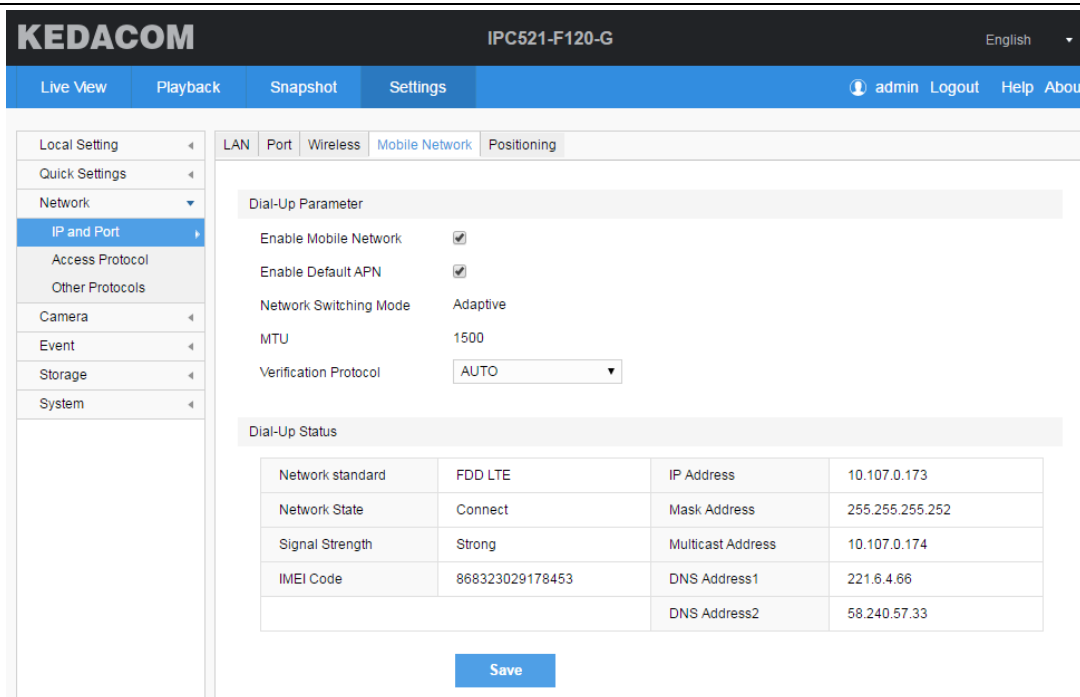 KEDACOM IPC521-F120-G English
Live View Playback Snapshot Settings admin Logout Help Abou
Local Setting
Quick Settings
Network
IP and Port
Access Protocol
Other Protocols
Camera
Event
Storage
System
LAN Port Wireless Mobile Network Positioning
Dial-Up Parameter
Enable Mobile Network
Enable Default APN
Network Switching Mode Adaptive
MTU 1500
Verification Protocol AUTO
Dial-Up Status
Network standard FDD LTE IP Address 10.107.0.173
Network State Connect Mask Address 255.255.255.252
Signal Strength Strong Multicast Address 10.107.0.174
IMEI Code 868323029178453 DNS Address1 221.6.4.66
DNS Address2 58.240.57.33
Save